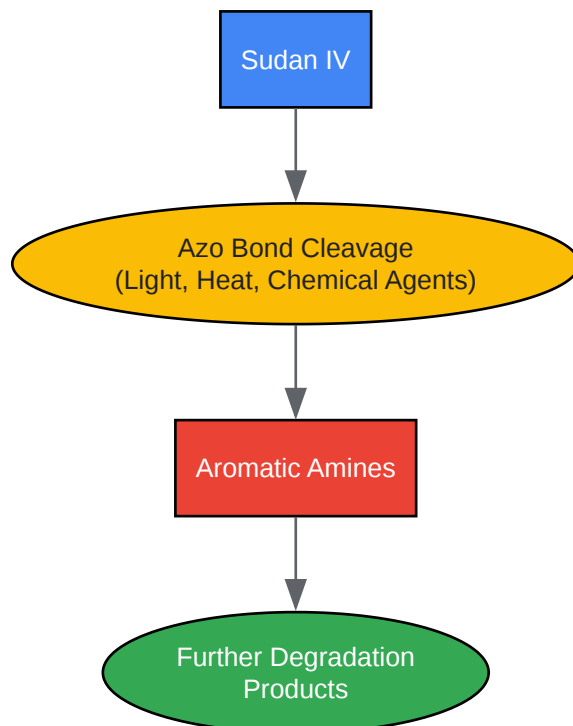 Sudan IV
Azo Bond Cleavage
(Light, Heat, Chemical Agents)
Aromatic Amines
Further Degradation
Products